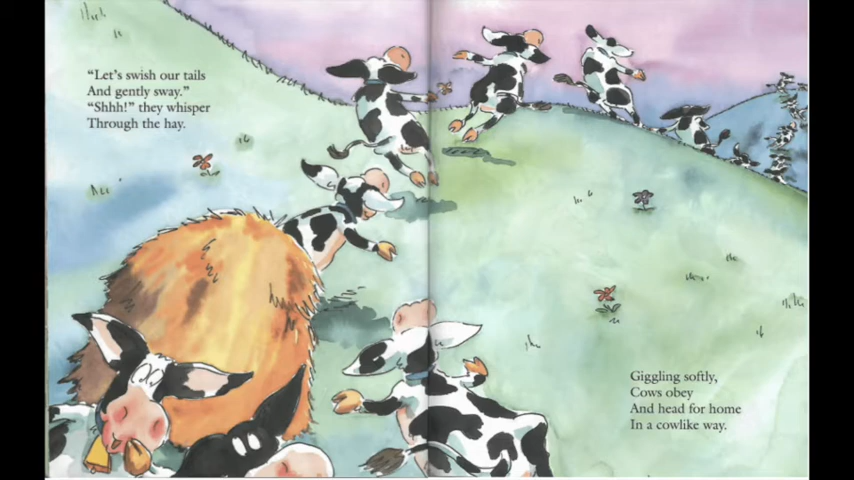 “Let’s swish our tails
And gently sway.”
“Shhh!” they whisper
Through the hay.
Giggling softly,
Cows obey
And head for home
In a cowlike way.